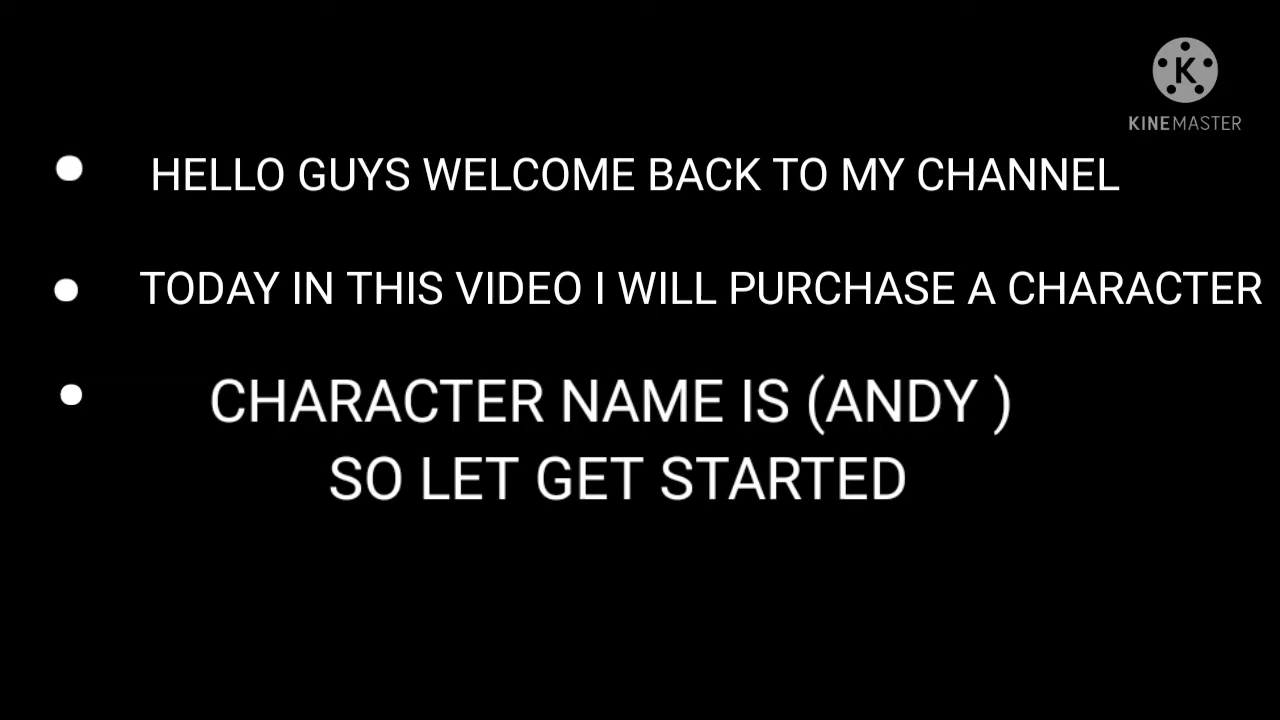 K
KINEMASTER
• HELLO GUYS WELCOME BACK TO MY CHANNEL
• TODAY IN THIS VIDEO I WILL PURCHASE A CHARACTER
• CHARACTER NAME IS (ANDY )
SO LET GET STARTED